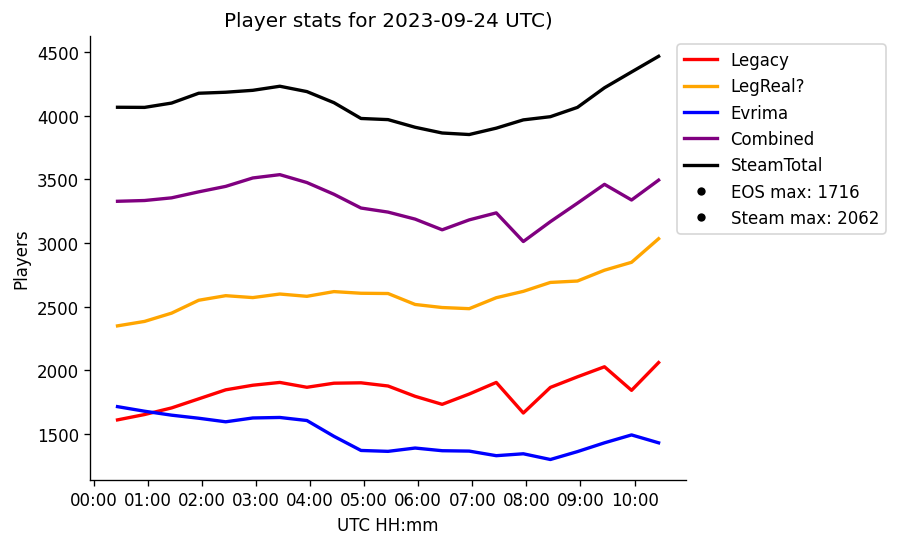 Player stats for 2023-09-24 UTC)
4500
4000
3500
3000
2500
2000
1500
Players
00:00 01:00 02:00 03:00 04:00 05:00 06:00 07:00 08:00 09:00 10:00
UTC HH:mm
Legacy
LegReal?
Evrima
Combined
SteamTotal
EOS max: 1716
Steam max: 2062